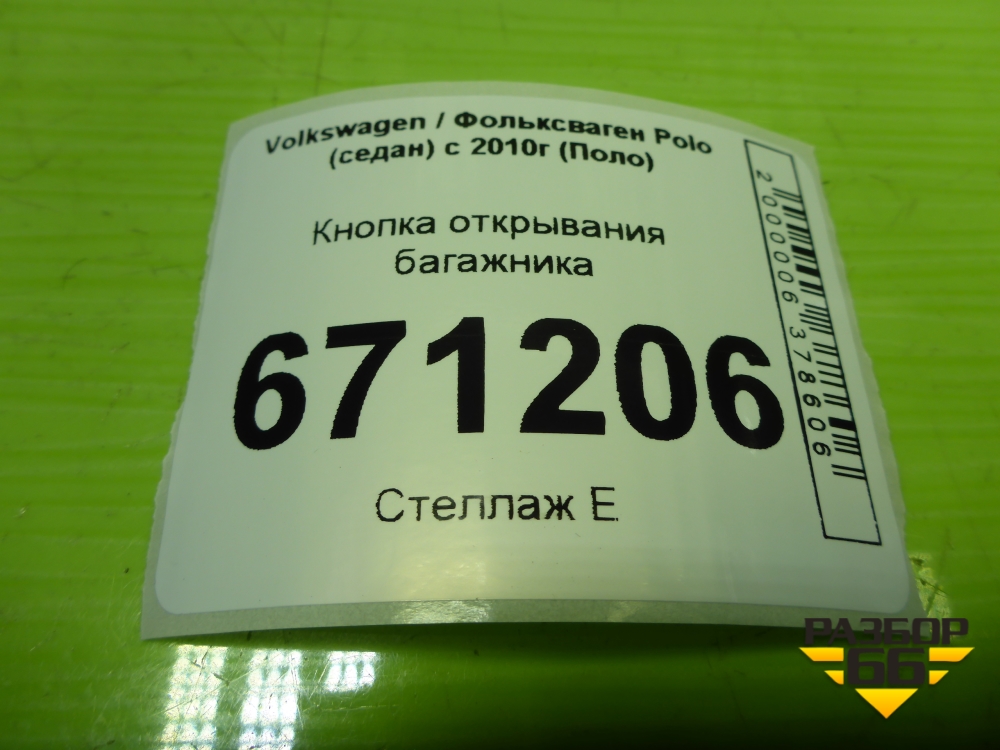 Volkswagen / Фольксваген Polo
(седан) с 2010г (Поло)
Кнопка открывания
багажника
671206
Стеллаж Е
2000006378606
РАЗБОР
66